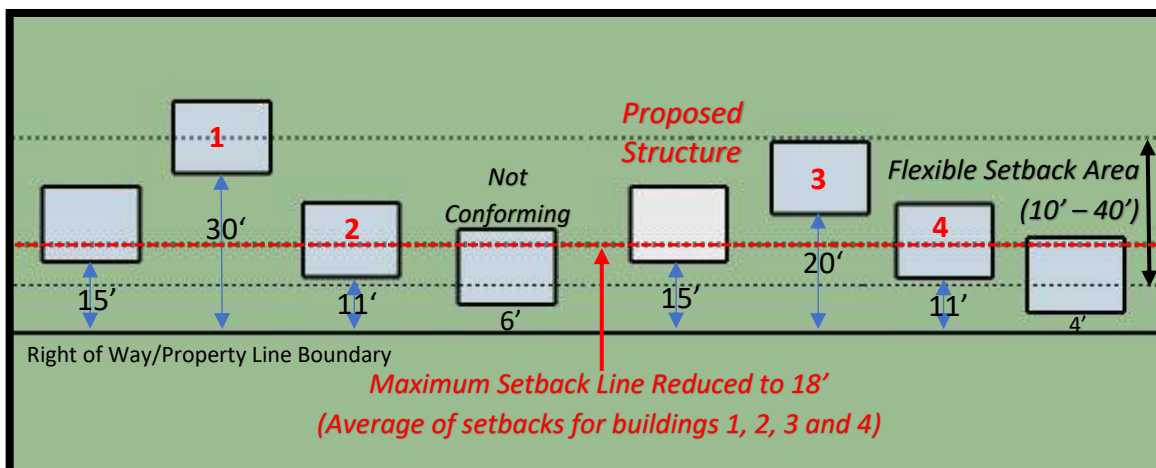 Proposed
Structure
1
3
Not
Conforming
Flexible Setback Area
(10’ – 40’)
30‘
2
4
15’
11‘
6’
15’
20‘
11’
4’
Right of Way/Property Line Boundary
Maximum Setback Line Reduced to 18’
(Average of setbacks for buildings 1, 2, 3 and 4)